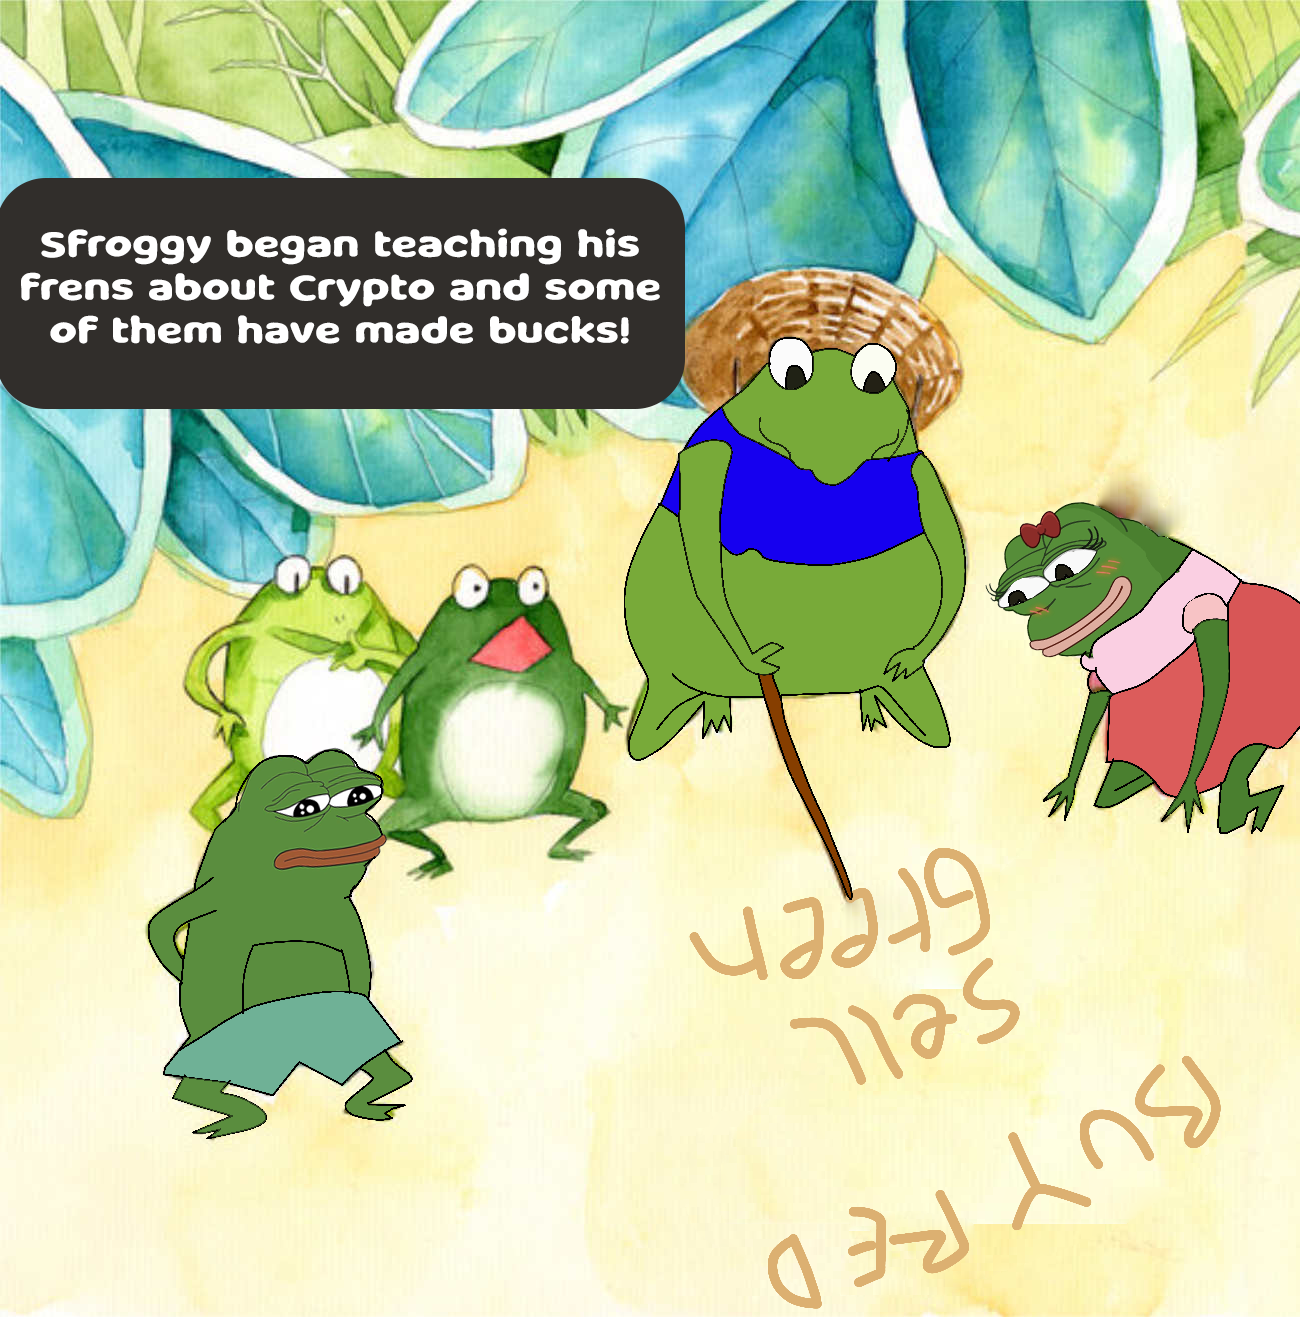 Sfroggy began teaching his
frens about Crypto and some
of them have made bucks!
BUY RED
Sell
Green